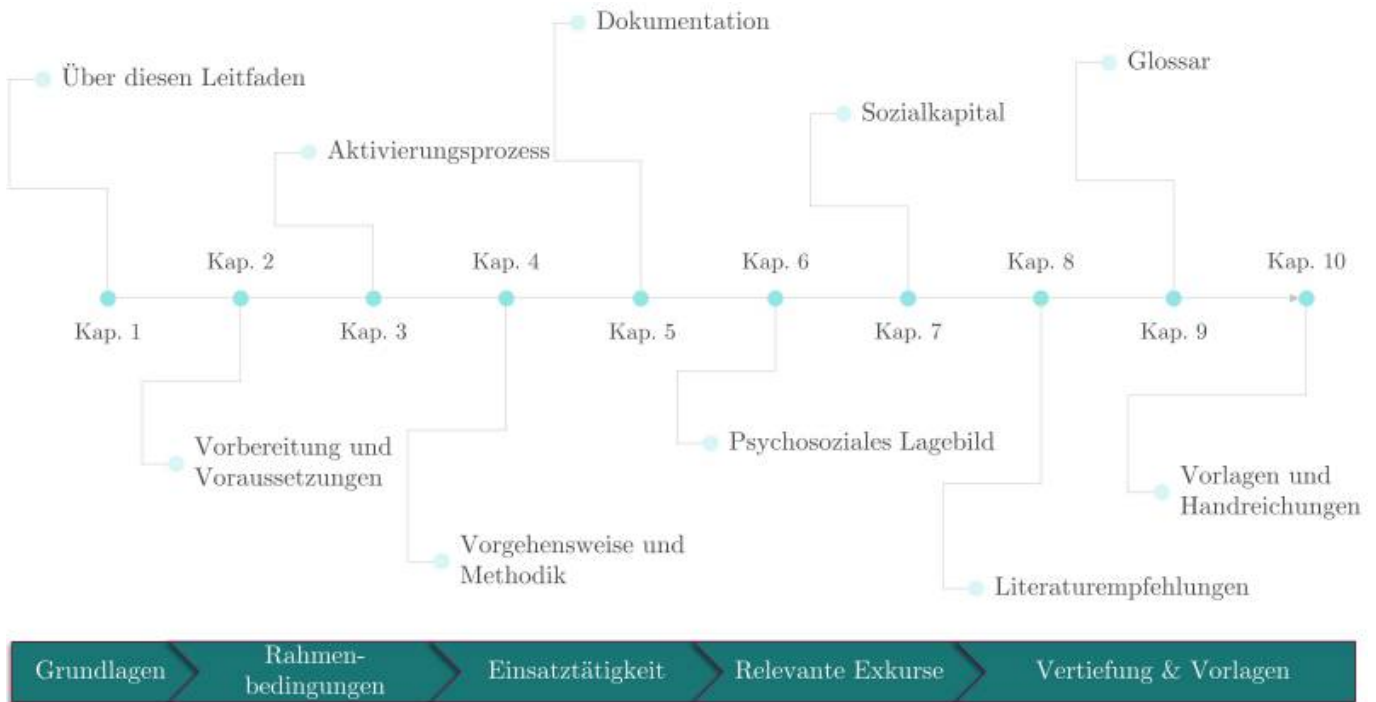 Dokumentation
Über diesen Leitfaden
Glossar
Sozialkapital
Aktivierungsprozess
Kap. 2
Kap. 4
Kap. 6
Kap. 8
Kap. 10
Kap. 1
Kap. 3
Kap. 5
Kap. 7
Kap. 9
Vorbereitung und
Voraussetzungen
Psychosoziales Lagebild
Vorlagen und
Handreichungen
Vorgehensweise und
Methodik
Literaturempfehlungen
Grundlagen
Rahmen-
bedingungen
Einsatztätigkeit
Relevante Exkurse
Vertiefung & Vorlagen